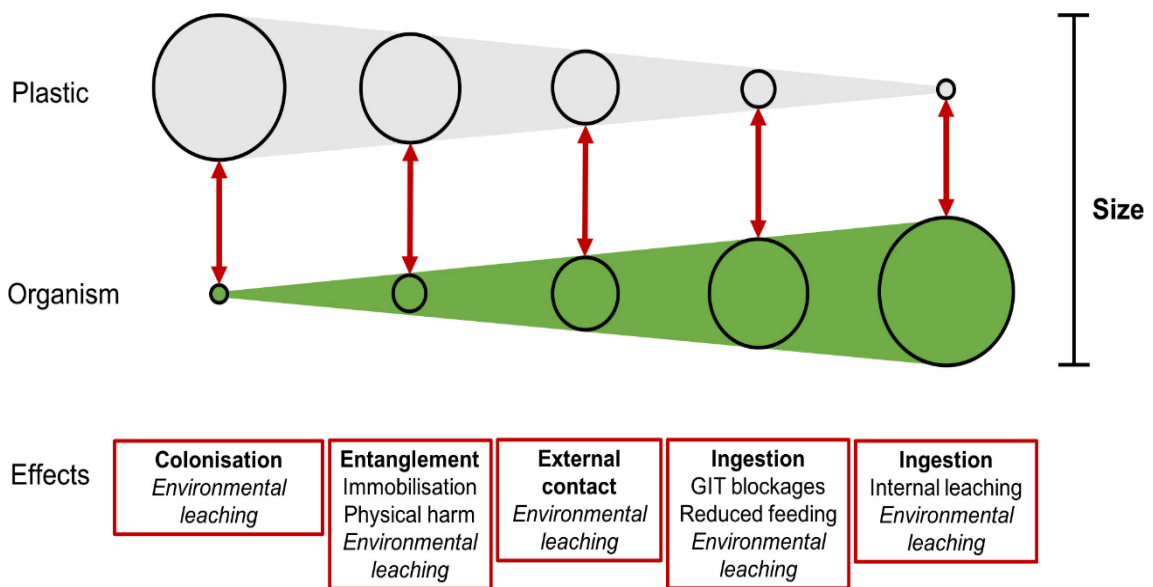 Plastic
Size
Organism
Effects
Colonisation
Environmental
leaching
Entanglement
Immobilisation
Physical harm
Environmental
leaching
External
contact
Environmental
leaching
Ingestion
GIT blockages
Reduced feeding
Environmental
leaching
Ingestion
Internal leaching
Environmental
leaching